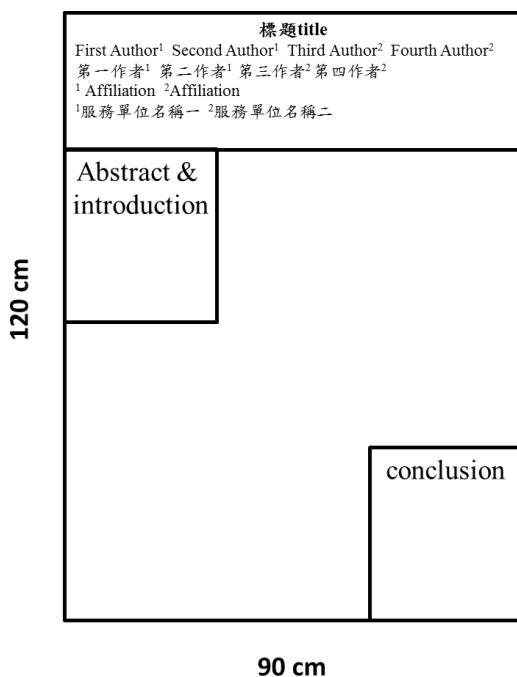 標題title
First Author¹ Second Author¹ Third Author² Fourth Author²
第一作者¹ 第二作者¹ 第三作者² 第四作者²
¹ Affiliation ²Affiliation
¹服務單位名稱一 ²服務單位名稱二
Abstract &
introduction
120 cm
conclusion
90 cm